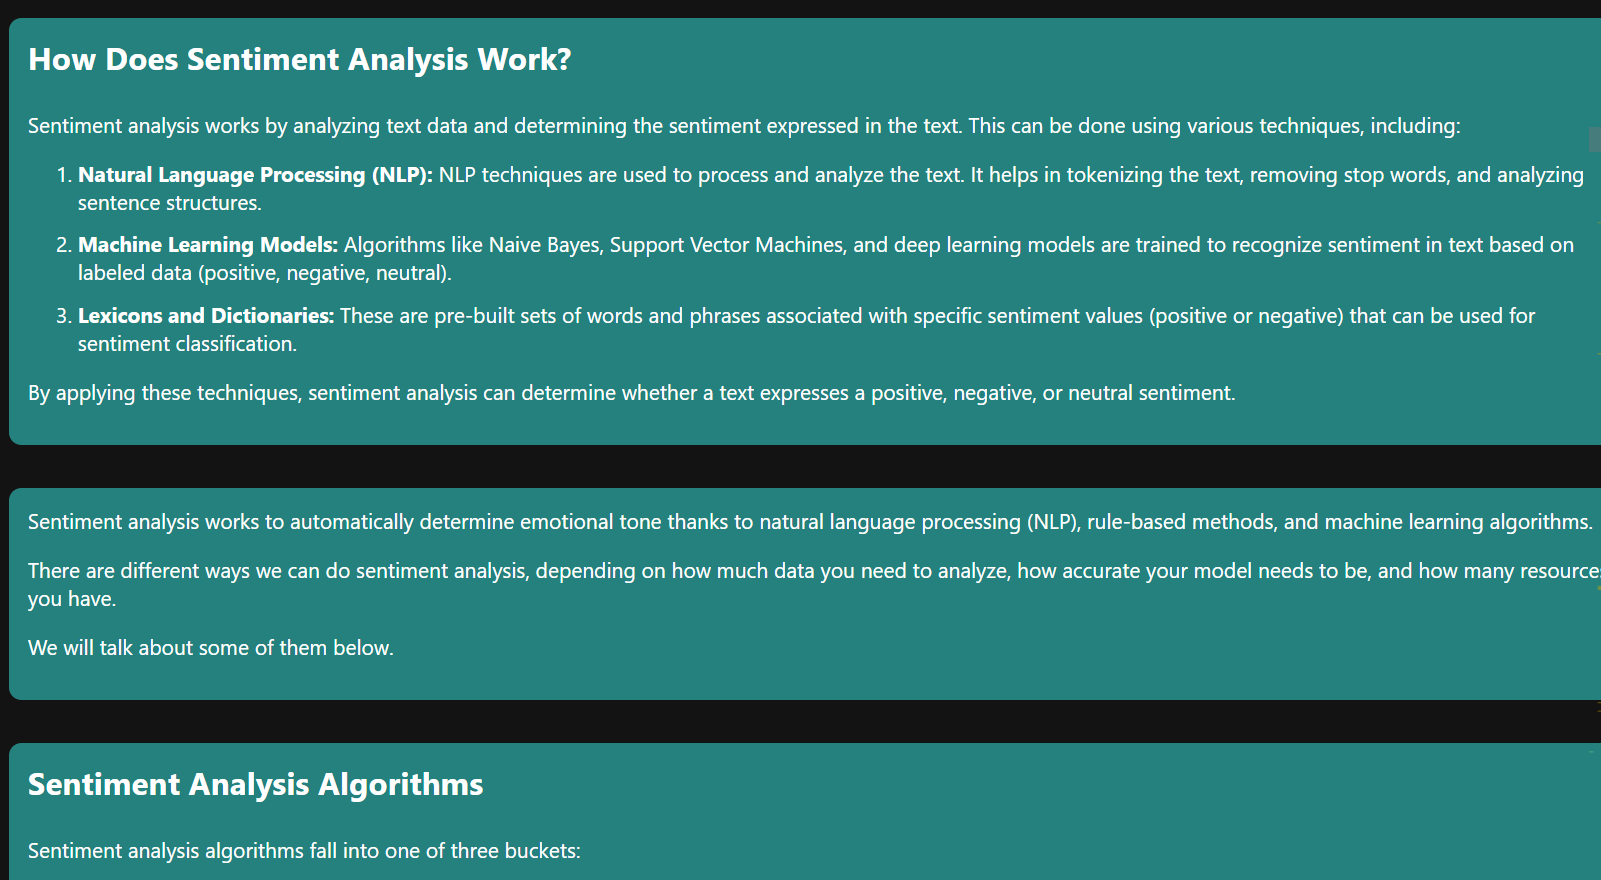 How Does Sentiment Analysis Work?
Sentiment analysis works by analyzing text data and determining the sentiment expressed in the text. This can be done using various techniques, including:
1. Natural Language Processing (NLP): NLP techniques are used to process and analyze the text. It helps in tokenizing the text, removing stop words, and analyzing
sentence structures.
2. Machine Learning Models: Algorithms like Naive Bayes, Support Vector Machines, and deep learning models are trained to recognize sentiment in text based on
labeled data (positive, negative, neutral).
3. Lexicons and Dictionaries: These are pre-built sets of words and phrases associated with specific sentiment values (positive or negative) that can be used for
sentiment classification.
By applying these techniques, sentiment analysis can determine whether a text expresses a positive, negative, or neutral sentiment.
Sentiment analysis works to automatically determine emotional tone thanks to natural language processing (NLP), rule-based methods, and machine learning algorithms.
There are different ways we can do sentiment analysis, depending on how much data you need to analyze, how accurate your model needs to be, and how many resources
you have.
We will talk about some of them below.
Sentiment Analysis Algorithms
Sentiment analysis algorithms fall into one of three buckets: